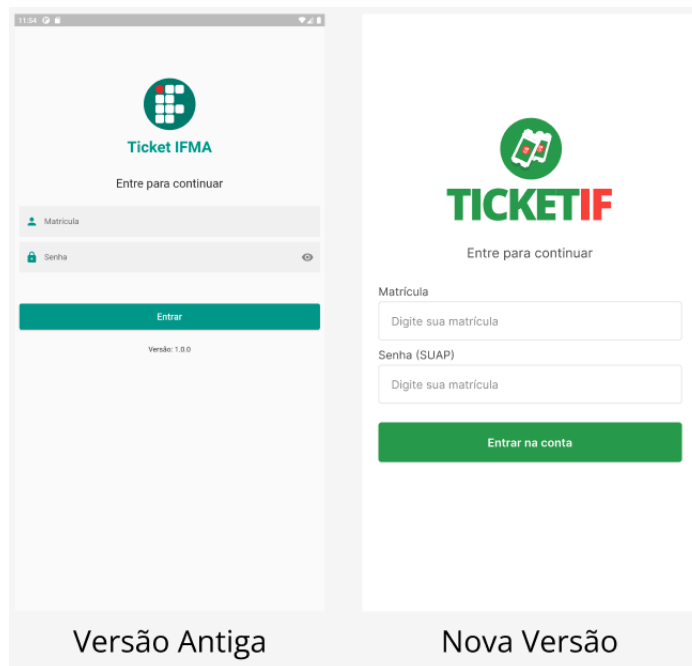 11:54
Ticket IFMA
Entre para continuar
Matrícula
Senha
Entrar
Versão: 1.0.0
Versão Antiga
TICKETIF
Entre para continuar
Matrícula
Digite sua matrícula
Senha (SUAP)
Digite sua matrícula
Entrar na conta
Nova Versão